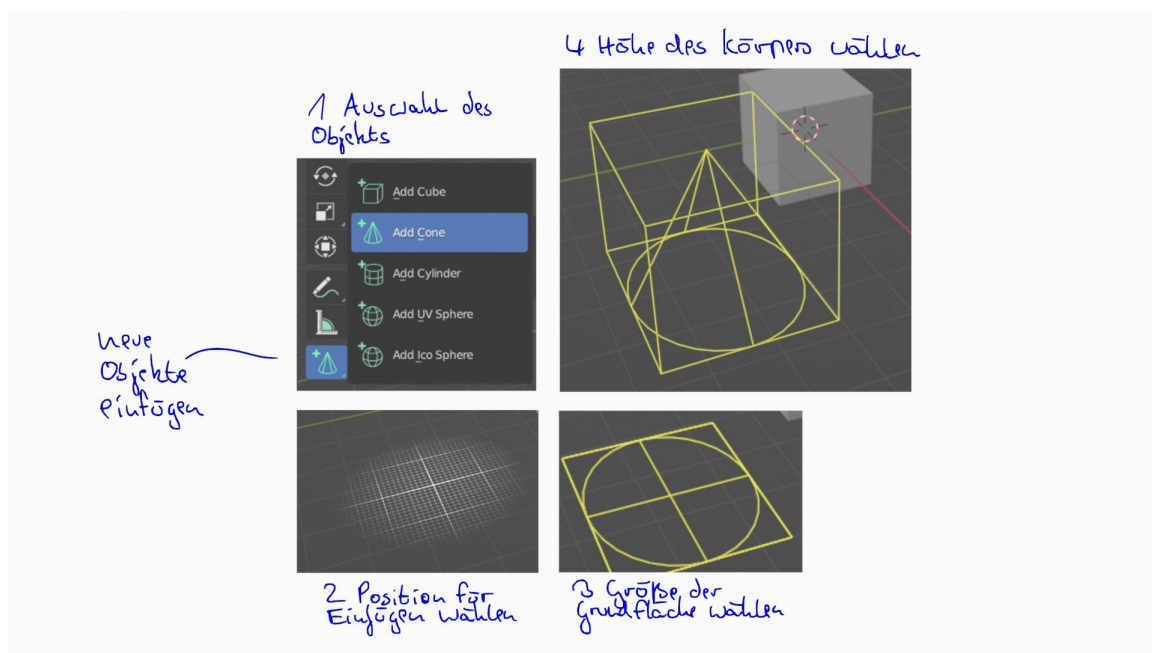 4 Höhe des Körpers wählen
1 Auswahl des
Objekts
Add Cube
Add Cone
Add Cylinder
Add UV Sphere
Add Ico Sphere
neue
Objekte
einfügen
2 Position für
Einfügen wählen
3 Größe der
Grundfläche wählen